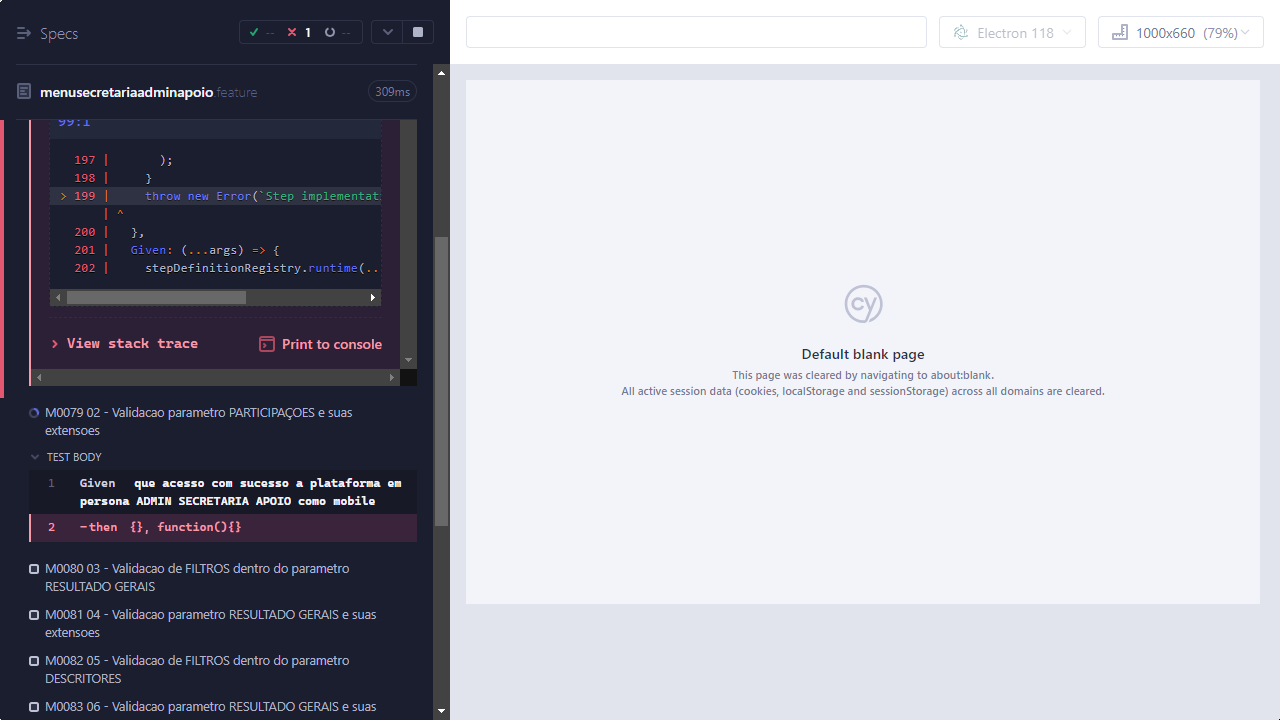 Specs
-- 1 --
Electron 118
1000x660 (79%)
menusecretariaadminapoio.feature
309ms
99:1
197 | );
198 | }
> 199 | throw new Error(`Step implementati
| ^
200 | },
201 | Given: (...args) => {
202 | stepDefinitionRegistry.runtime(..
View stack trace
Print to console
M0079 02 - Validacao parametro PARTICIPAÇOES e suas
extensoes
TEST BODY
1 Given que acesso com sucesso a plataforma em
persona ADMIN SECRETARIA APOIO como mobile
2 -then {}, function(){}
M0080 03 - Validacao de FILTROS dentro do parametro
RESULTADO GERAIS
M0081 04 - Validacao parametro RESULTADO GERAIS e suas
extensoes
M0082 05 - Validacao de FILTROS dentro do parametro
DESCRITORES
M0083 06 - Validacao parametro RESULTADO GERAIS e suas
cy
Default blank page
This page was cleared by navigating to about:blank.
All active session data (cookies, localStorage and sessionStorage) across all domains are cleared.